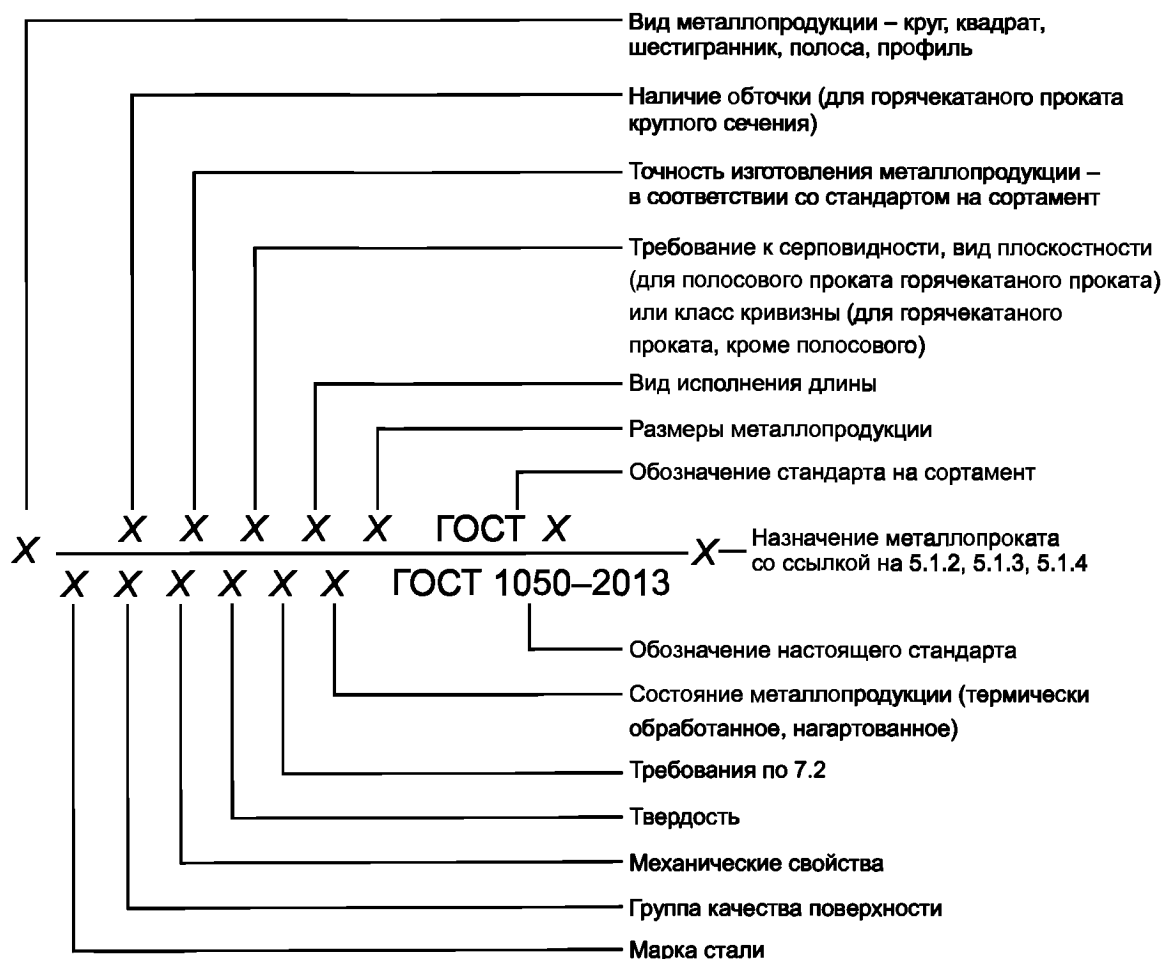 Вид металлопродукции – круг, квадрат,
шестигранник, полоса, профиль
Наличие обточки (для горячекатаного проката
круглого сечения)
Точность изготовления металлопродукции –
в соответствии со стандартом на сортамент
Требование к серповидности, вид плоскостности
(для полосового проката горячекатаного проката)
или класс кривизны (для горячекатаного
проката, кроме полосового)
Вид исполнения длины
Размеры металлопродукции
Обозначение стандарта на сортамент
X X X X X ГОСТ X
X
X X X X X X ГОСТ 1050–2013
X
Назначение металлопроката
со ссылкой на 5.1.2, 5.1.3, 5.1.4
Обозначение настоящего стандарта
Состояние металлопродукции (термически
обработанное, нагартованное)
Требования по 7.2
Твердость
Механические свойства
Группа качества поверхности
Марка стали